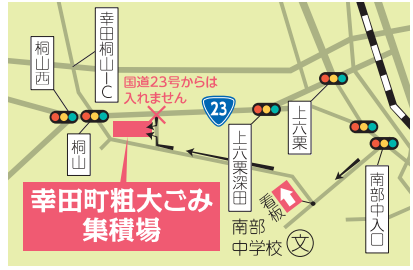 幸田桐山IC
桐山西
国道23号からは
入れません
23
上六栗
桐山
上六栗深田
南部中入口
幸田町粗大ごみ
集積場
看板
南部
中学校
文